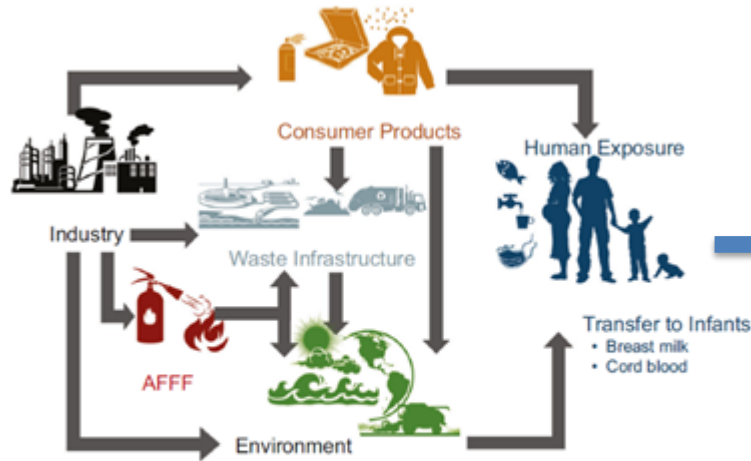 Consumer Products
Human Exposure
Industry
Waste Infrastructure
Transfer to Infants
• Breast milk
• Cord blood
AFFF
Environment